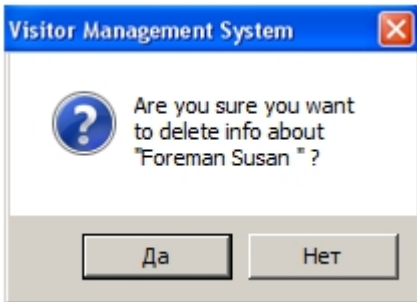 Visitor Management System
Are you sure you want
to delete info about
"Foreman Susan " ?
Да
Нет